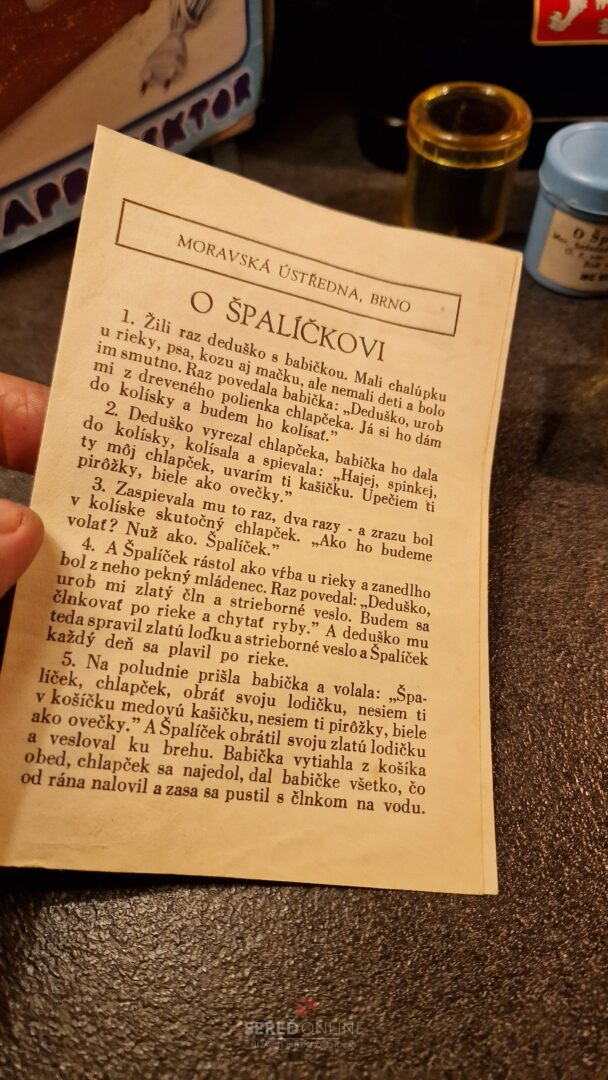 MORAVSKÁ ÚSTŘEDNA, BRNO
O ŠPALÍČKOVI
1. Žili raz deduško s babičkou. Mali chalúpku
u rieky, psa, kozu aj mačku, ale nemali deti a bolo
im smutno. Raz povedala babička: „Deduško, urob
mi z dreveného polienka chlapčeka. Já si ho dám
do kolísky a budem ho kolísať.”
2. Deduško vyrezal chlapčeka, babička ho dala
do kolísky, kolísala a spievala: „Hajej, spinkej,
ty môj chlapček, uvarím ti kašičku. Upečiem ti
pirôžky, biele ako ovečky.”
3. Zaspievala mu to raz, dva razy - a zrazu bol
v kolíske skutočný chlapček. „Ako ho budeme
volať? Nuž ako. Špalíček.”
4. A Špalíček rástol ako vŕba u rieky a zanedlho
bol z neho pekný mládenec. Raz povedal: „Deduško,
urob mi zlatý čln a strieborné veslo. Budem sa
člnkovať po rieke a chytať ryby.” A deduško mu
teda spravil zlatú loďku a strieborné veslo a Špalíček
každý deň sa plavil po rieke.
5. Na poludnie prišla babička a volala: „Špa-
líček, chlapček, obráť svoju lodičku, nesiem ti
v košíčku medovú kašičku, nesiem ti pirôžky, biele
ako ovečky.” A Špalíček obrátil svoju zlatú lodičku
a vesloval ku brehu. Babička vytiahla z košíka
obed, chlapček sa najedol, dal babičke všetko, čo
od rána nalovil a zasa sa pustil s člnkom na vodu.
SEREDONLINE